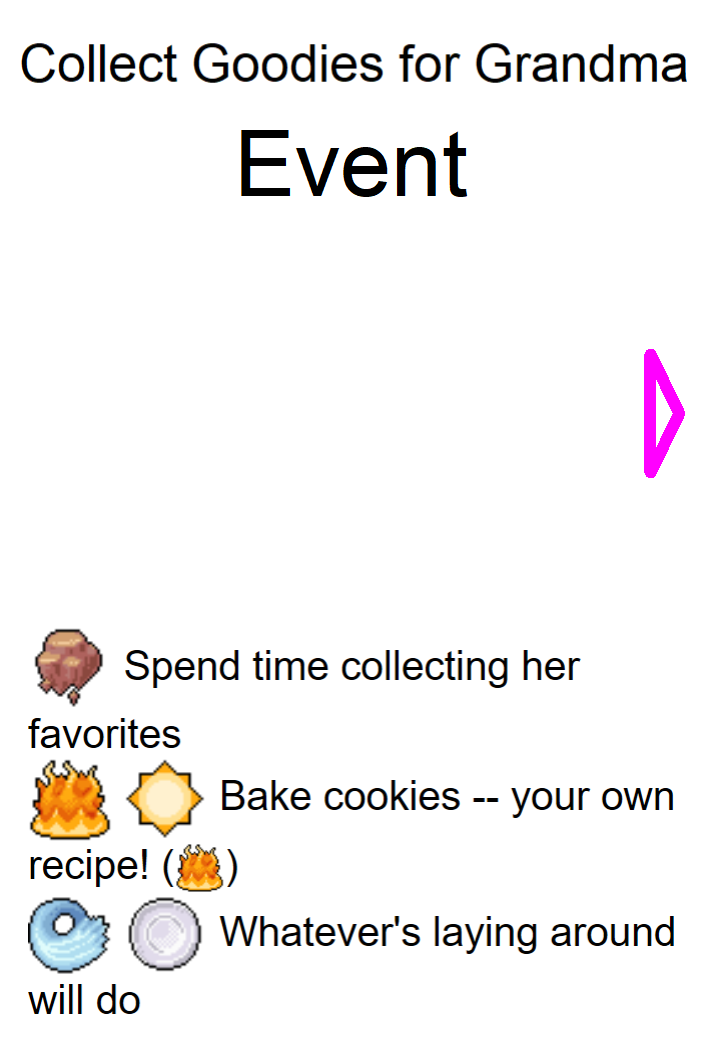 Collect Goodies for Grandma
Event
Spend time collecting her
favorites
Bake cookies -- your own
recipe! ( )
Whatever's laying around
will do